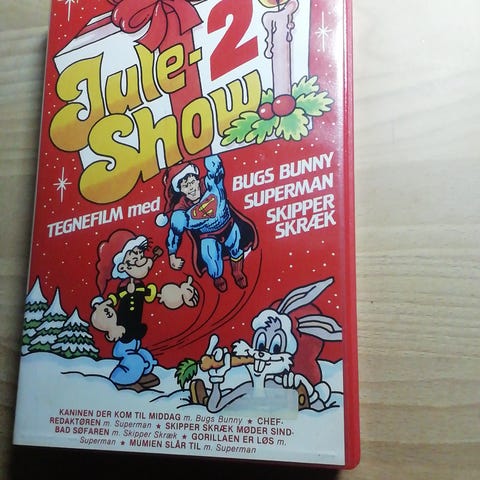 Jule-
Show 2
TEGNEFILM med
BUGS BUNNY
SUPERMAN
SKIPPER
SKRÆK
KANINEN DER KOM TIL MIDDAG m. Bugs Bunny ★ CHEF-
REDAKTØREN m. Superman ★ SKIPPER SKRÆK MØDER SIND-
BAD SØFAREN m. Skipper Skræk ★ GORILLAEN ER LØS m.
Superman ★ MUMIEN SLÅR TIL m. Superman